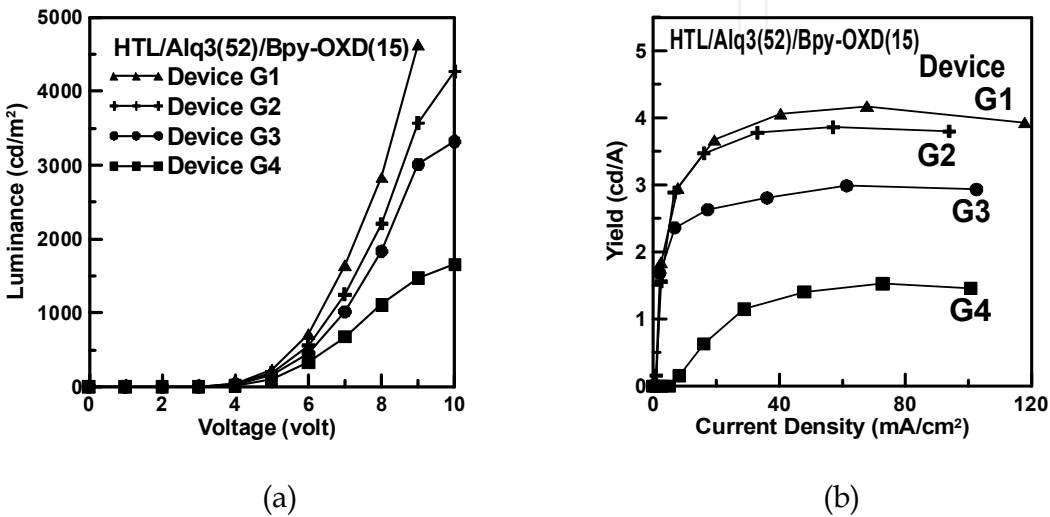 5000
4000
3000
2000
1000
0
Luminance (cd/m²)
HTL/Alq3(52)/Bpy-OXD(15)
Device G1
Device G2
Device G3
Device G4
0 2 4 6 8 10
Voltage (volt)
(a)
5
4
3
2
1
0
Yield (cd/A)
HTL/Alq3(52)/Bpy-OXD(15)
Device
G1
G2
G3
G4
0 40 80 120
Current Density (mA/cm²)
(b)